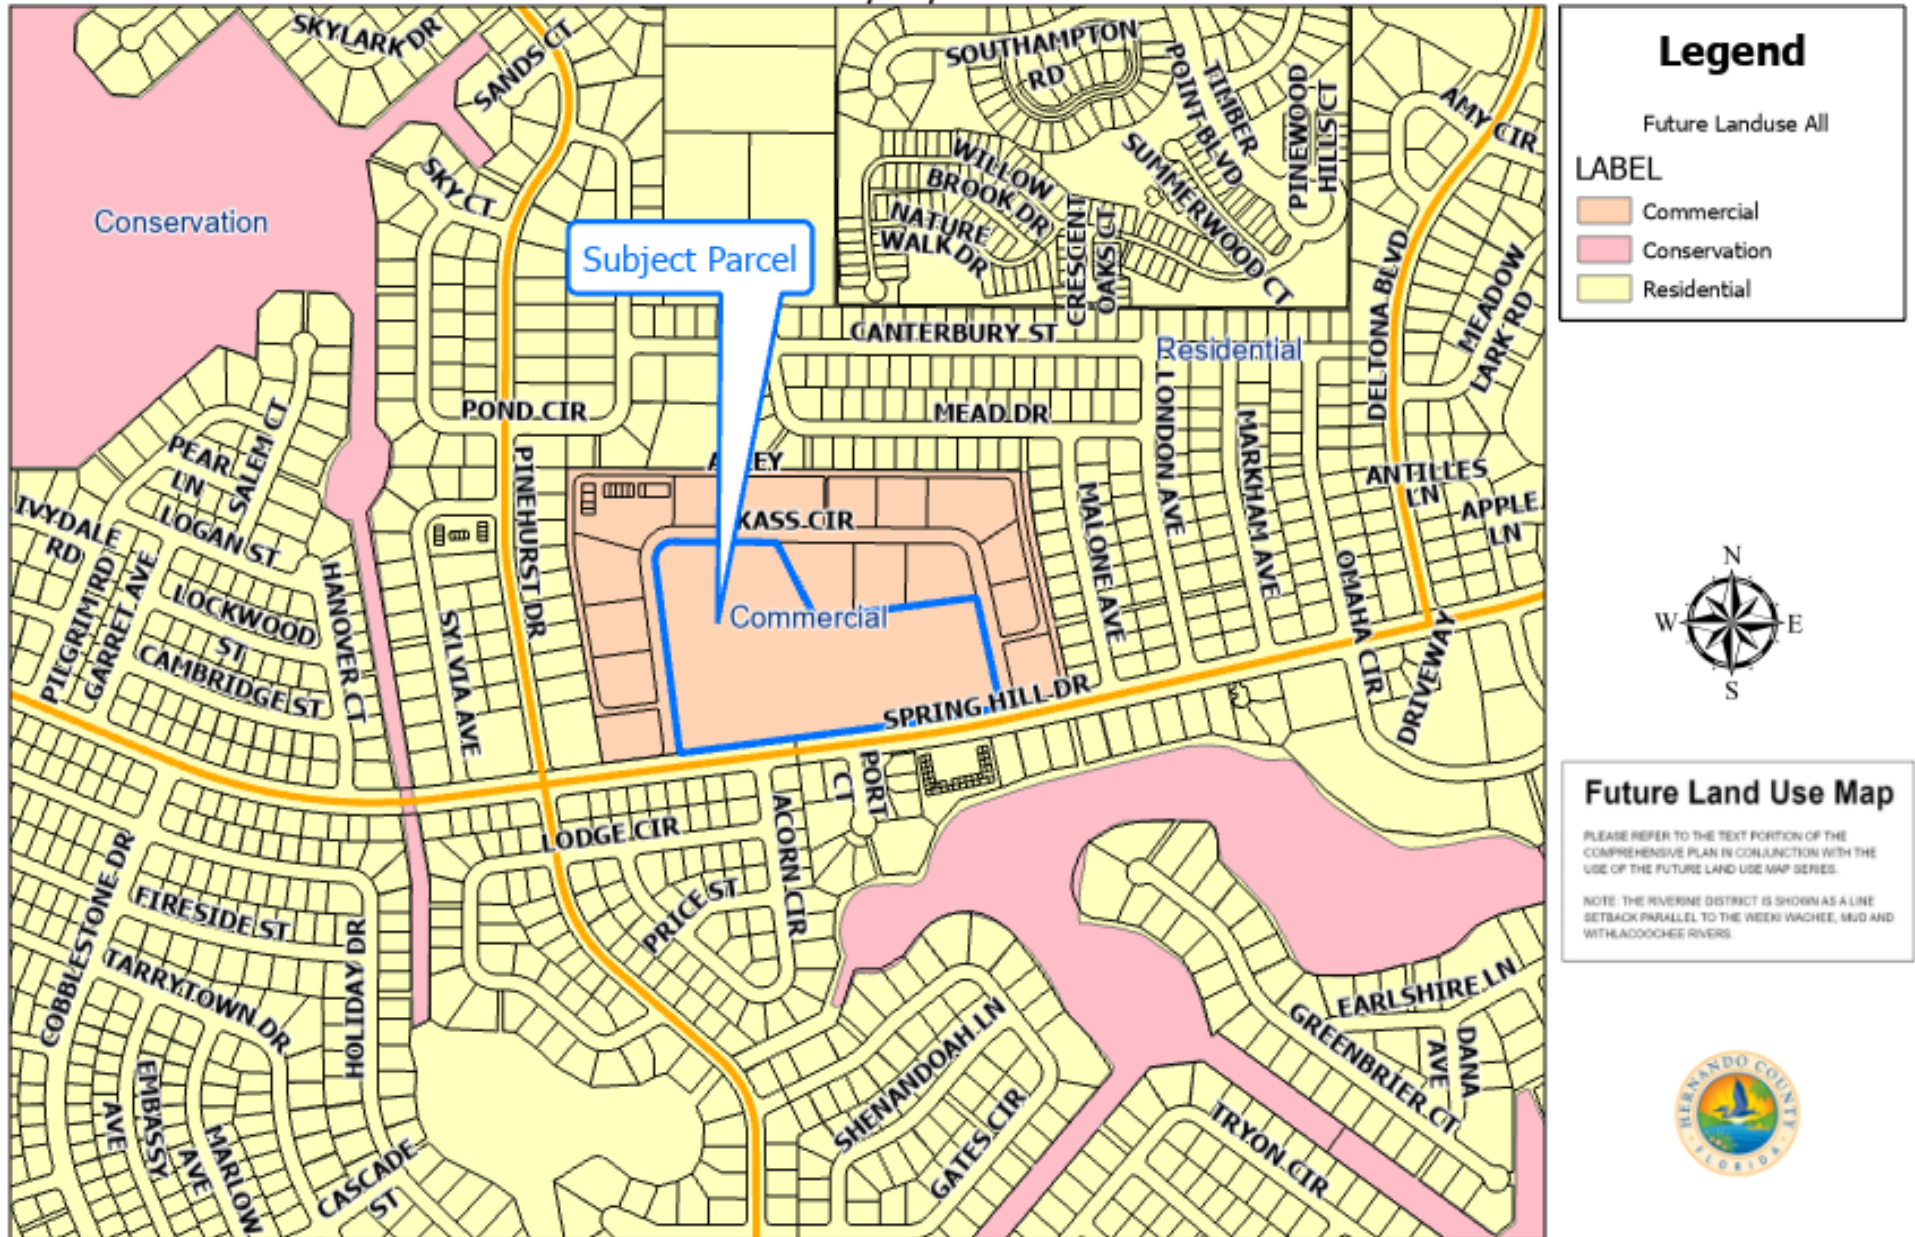 SKYLARK DR
SANDS CT
SOUTHAMPTON
RD
TIMBER
POINT BLVD
PINEWOOD
HILLS CT
AMY CIR
SKY CT
WILLOW
BROOK DR
NATURE
WALK DR
SUMMERWOOD CT
CRESCENT
OAKS CT
Conservation
Subject Parcel
DELTONA BLVD
MEADOW
LARK RD
CANTERBURY ST
Residential
POND CIR
MEAD DR
LONDON AVE
MARKHAM AVE
PEAR
LN
SALEM CT
PINEHURST DR
ANTILLES
LN
APPLE
LN
IVYDALE
RD
LOGAN ST
KASS CIR
MALONE AVE
OMAHA CIR
PILGRIM RD
GARRET AVE
LOCKWOOD
ST
CAMBRIDGE ST
HANOVER CT
SYLVIA AVE
Commercial
SPRING HILL DR
DRIVEWAY
PORT
CT
LODGE CIR
ACORN CIR
COBBLESTONE DR
FIRESIDE ST
HOLIDAY DR
PRICE ST
TARRYTOWN DR
EMBASSY
AVE
MARLOW
AVE
CASCADE
ST
SHENANDOAH LN
GATES CIR
EARLSHIRE LN
GREENBRIER CT
DANA
AVE
TRYON CIR
Legend
Future Landuse All
LABEL
Commercial
Conservation
Residential
N
W
E
S
Future Land Use Map
PLEASE REFER TO THE TEXT PORTION OF THE
COMPREHENSIVE PLAN IN CONJUNCTION WITH THE
USE OF THE FUTURE LAND USE MAP SERIES.
NOTE: THE RIVERINE DISTRICT IS SHOWN AS A LINE
SETBACK PARALLEL TO THE WEEKI WACHEE, MUD AND
WITHLACOOCHEE RIVERS.
HERNANDO COUNTY
FLORIDA